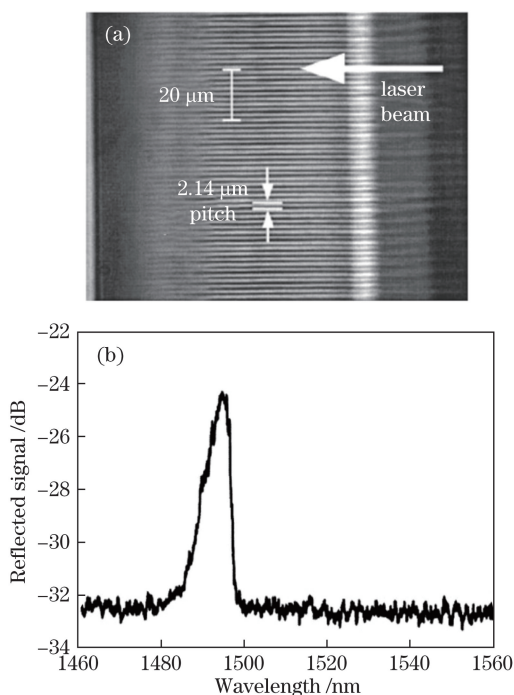 (a)
20 μm
laser
beam
2.14 μm
pitch
(b)
−22
−24
−26
−28
−30
−32
−34
Reflected signal /dB
1460
1480
1500
1520
1540
1560
Wavelength /nm